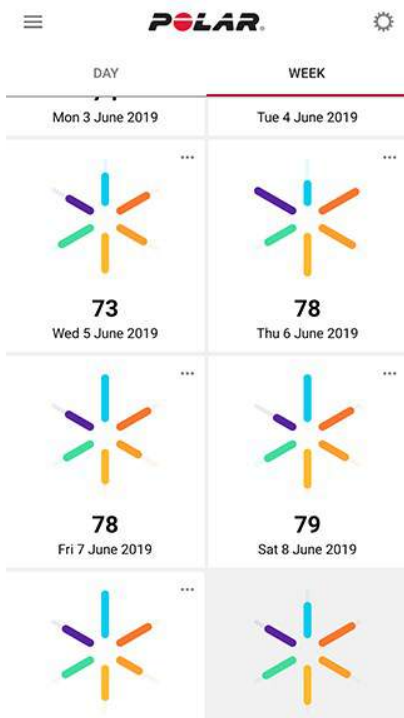 POLAR.
DAY
WEEK
Mon 3 June 2019
Tue 4 June 2019
73
78
Wed 5 June 2019
Thu 6 June 2019
78
79
Fri 7 June 2019
Sat 8 June 2019